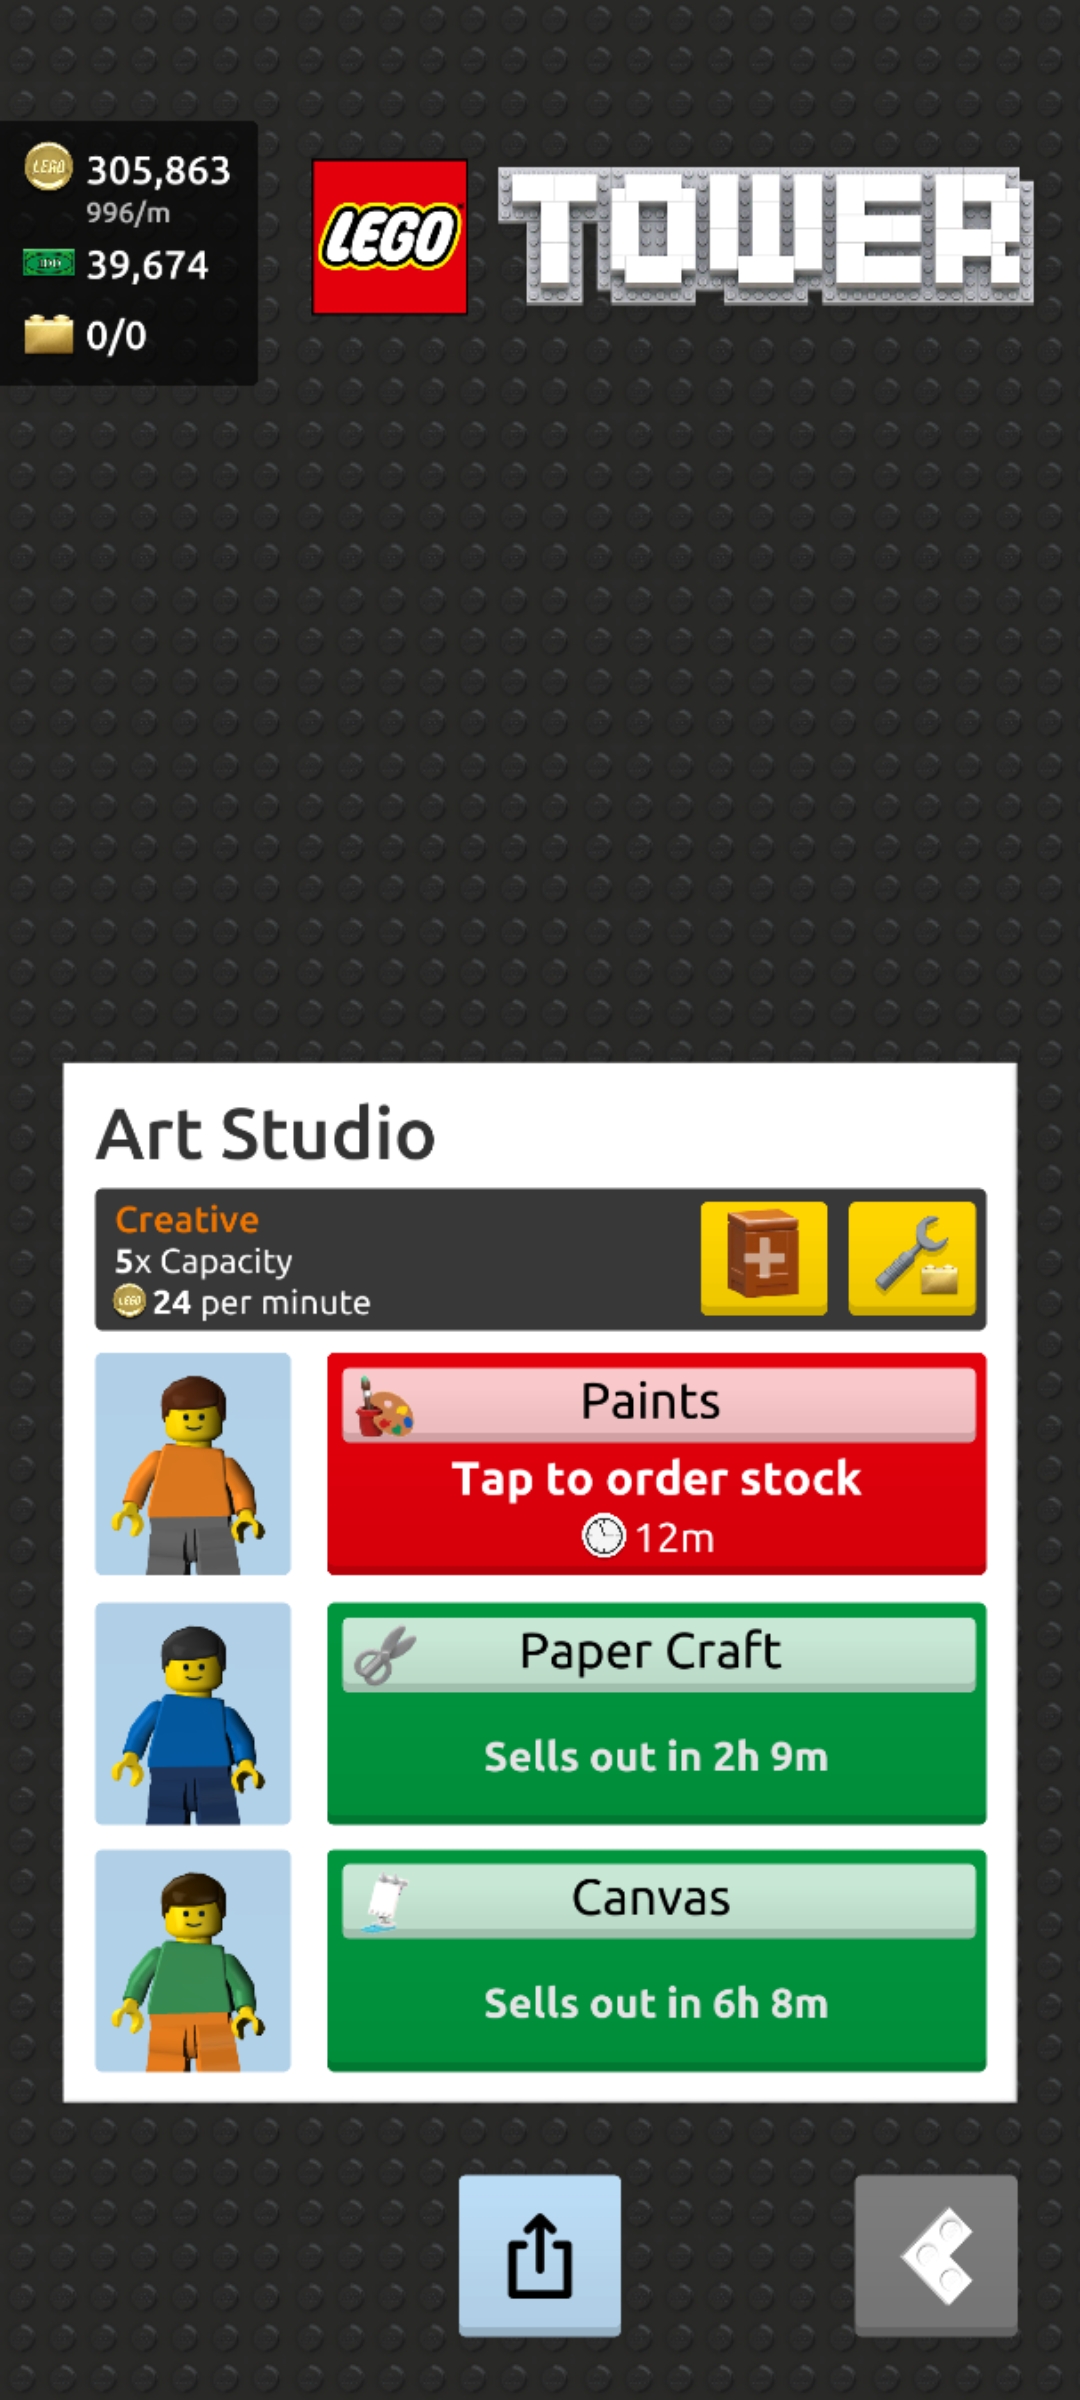 305,863
996/m
39,674
0/0
LEGO TOWER
Art Studio
Creative
5x Capacity
24 per minute
Paints
Tap to order stock
12m
Paper Craft
Sells out in 2h 9m
Canvas
Sells out in 6h 8m